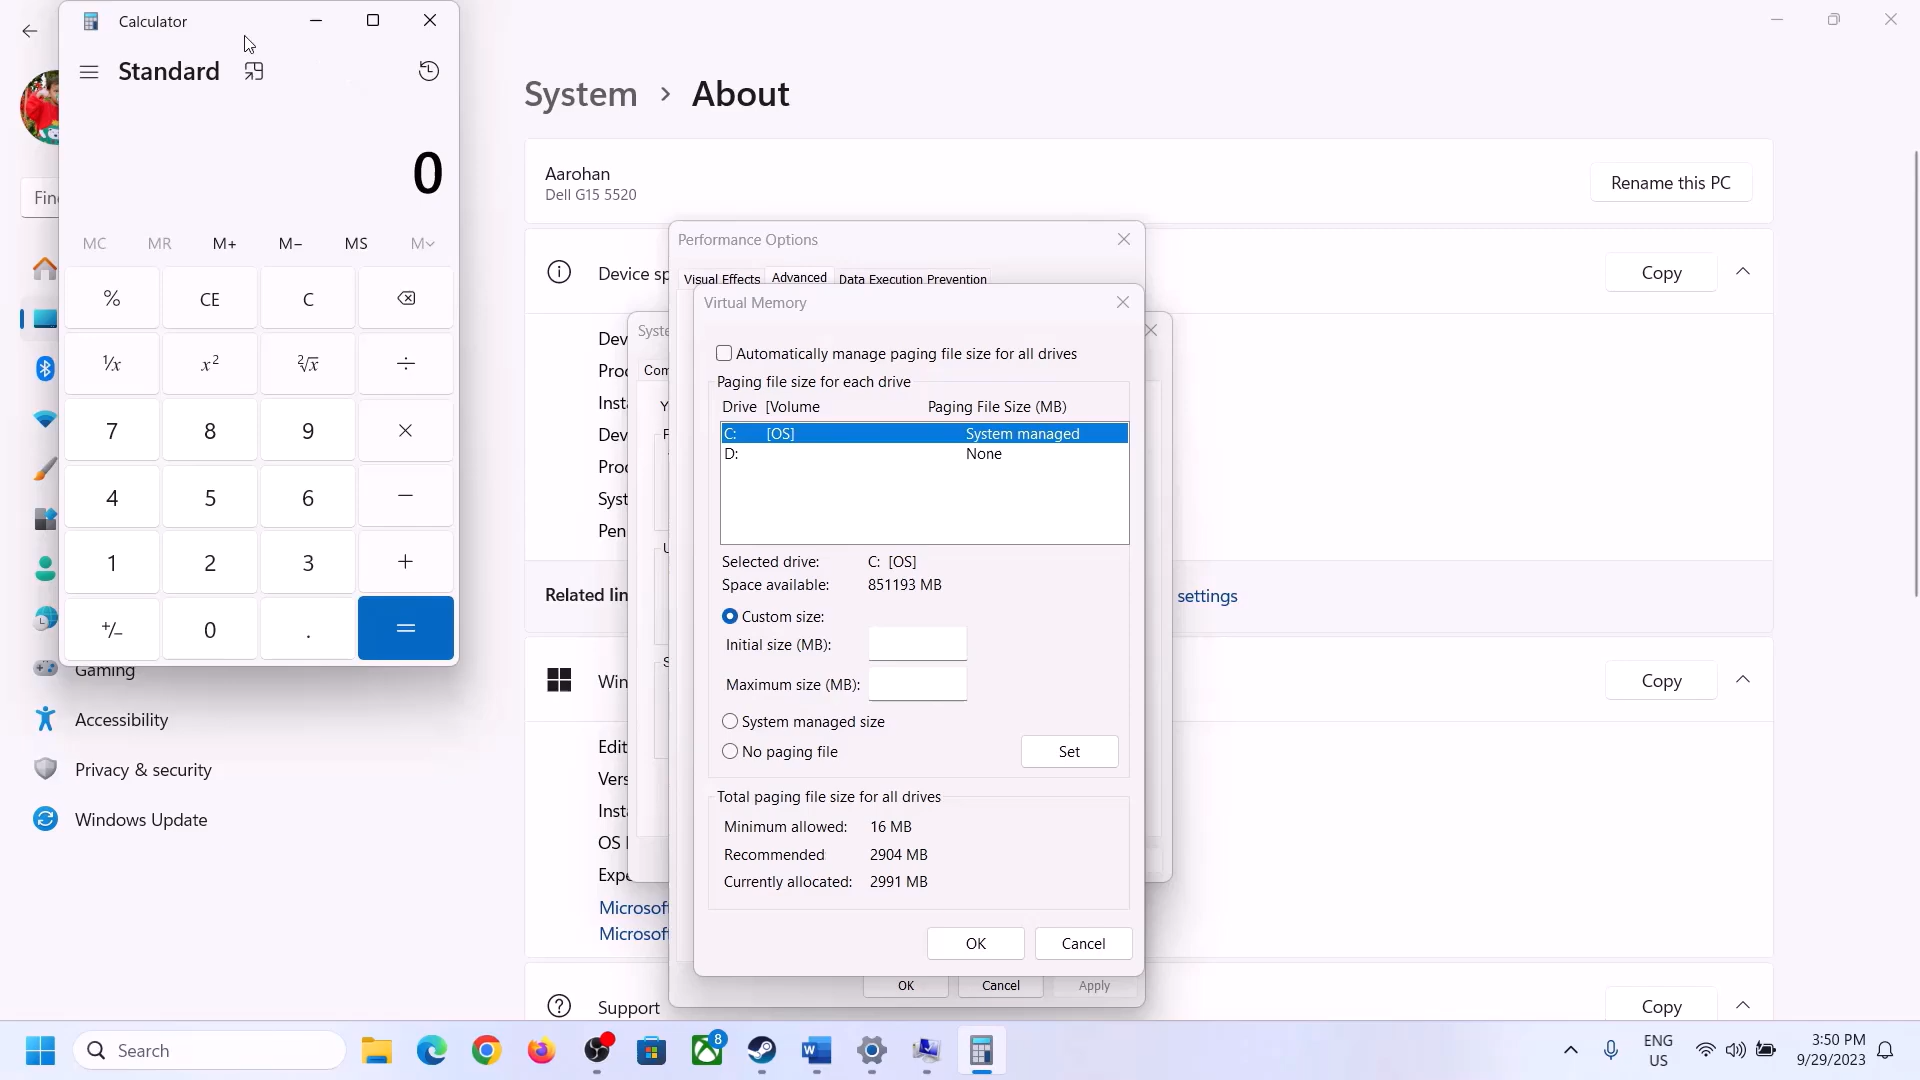 Calculator
Standard
0
MC MR M+ M− MS M
% CE C
¹/x x² ²√x ÷
7 8 9 ×
4 5 6 −
1 2 3 +
+/− 0 . =
Gaming
Accessibility
Privacy & security
Windows Update
System > About
Aarohan
Dell G15 5520
Rename this PC
Copy
settings
Copy
Support
Copy
Performance Options
Visual Effects Advanced Data Execution Prevention
Virtual Memory
Automatically manage paging file size for all drives
Paging file size for each drive
Drive [Volume Paging File Size (MB)
C: [OS] System managed
D: None
Selected drive: C: [OS]
Space available: 851193 MB
Custom size:
Initial size (MB):
Maximum size (MB):
System managed size
No paging file
Set
Total paging file size for all drives
Minimum allowed: 16 MB
Recommended 2904 MB
Currently allocated: 2991 MB
OK Cancel
OK Cancel Apply
Search
8
ENG
US
3:50 PM
9/29/2023